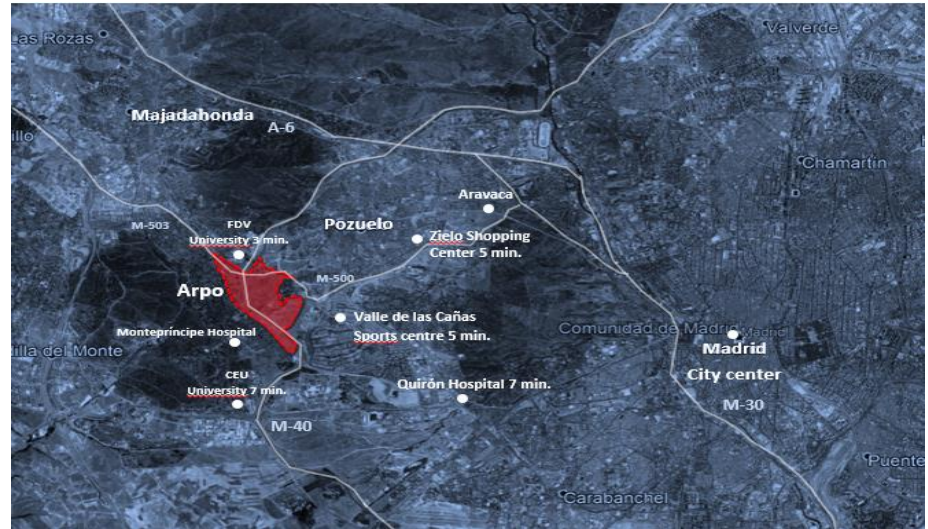 Las Rozas
Valverde
Majadahonda
A-6
Chamartín
Aravaca
M-503
FDV
University 3 min.
Pozuelo
Zielo Shopping
Center 5 min.
M-500
Arpo
Valle de las Cañas
Sports centre 5 min.
Montepríncipe Hospital
Comunidad de Madrid
Madrid
Madrid
City center
CEU
University 7 min.
Quirón Hospital 7 min.
M-30
M-40
Puente
Carabanchel